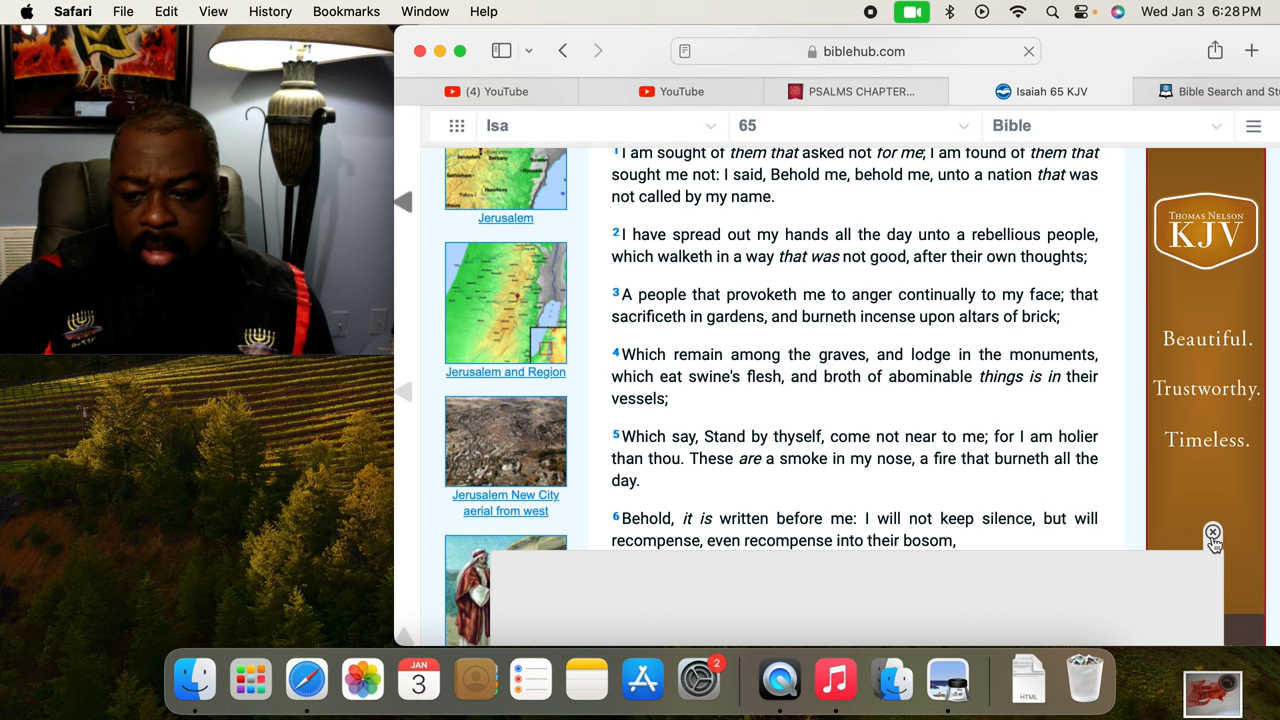 Safari File Edit View History Bookmarks Window Help Wed Jan 3 6:28 PM
biblehub.com
(4) YouTube YouTube PSALMS CHAPTER... Isaiah 65 KJV Bible Search and Stu
Isa 65 Bible
Jerusalem
Jerusalem and Region
Jerusalem New City
aerial from west
1 I am sought of them that asked not for me; I am found of them that
sought me not: I said, Behold me, behold me, unto a nation that was
not called by my name.
2 I have spread out my hands all the day unto a rebellious people,
which walketh in a way that was not good, after their own thoughts;
3 A people that provoketh me to anger continually to my face; that
sacrificeth in gardens, and burneth incense upon altars of brick;
4 Which remain among the graves, and lodge in the monuments,
which eat swine's flesh, and broth of abominable things is in their
vessels;
5 Which say, Stand by thyself, come not near to me; for I am holier
than thou. These are a smoke in my nose, a fire that burneth all the
day.
6 Behold, it is written before me: I will not keep silence, but will
recompense, even recompense into their bosom,
THOMAS NELSON
KJV
Beautiful.
Trustworthy.
Timeless.
JAN
3
2
HTML